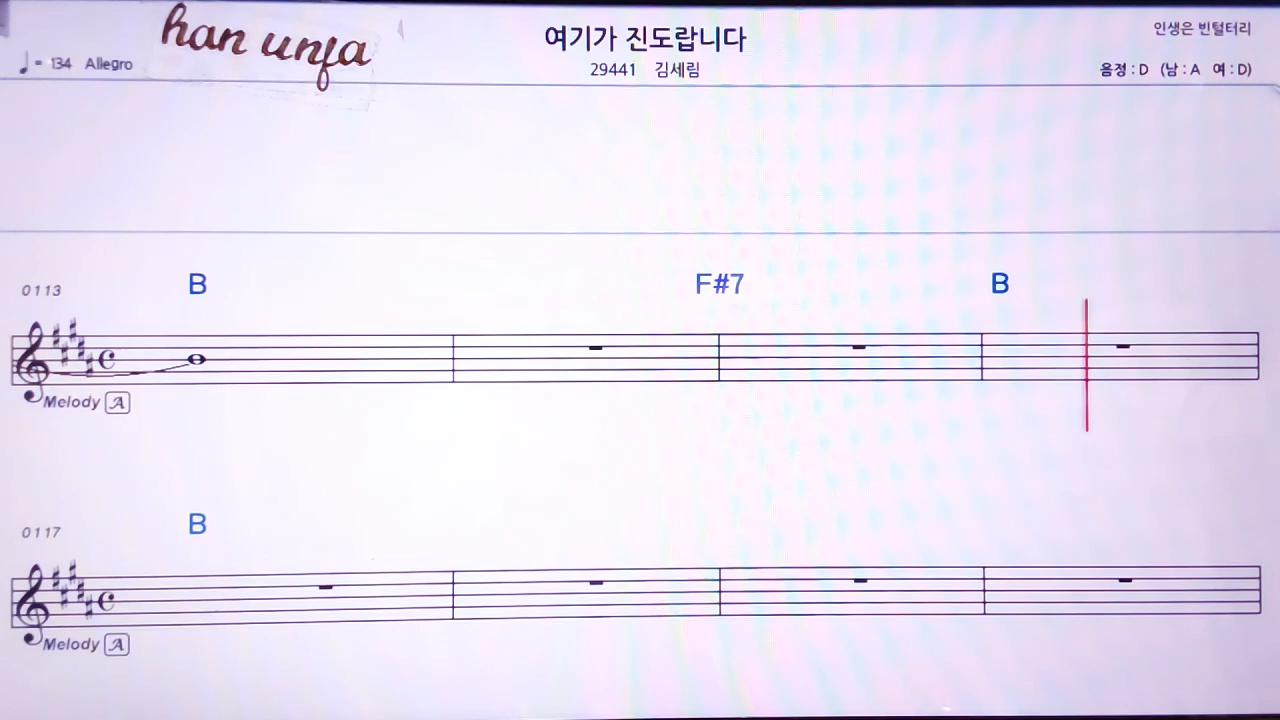 han unfa
여기가 진도랍니다
인생은 빈털터리
♩= 134 Allegro
29441 김세림
음정 : D (남 : A 여 : D)
0113 B F#7 B
Melody A
0117 B
Melody A